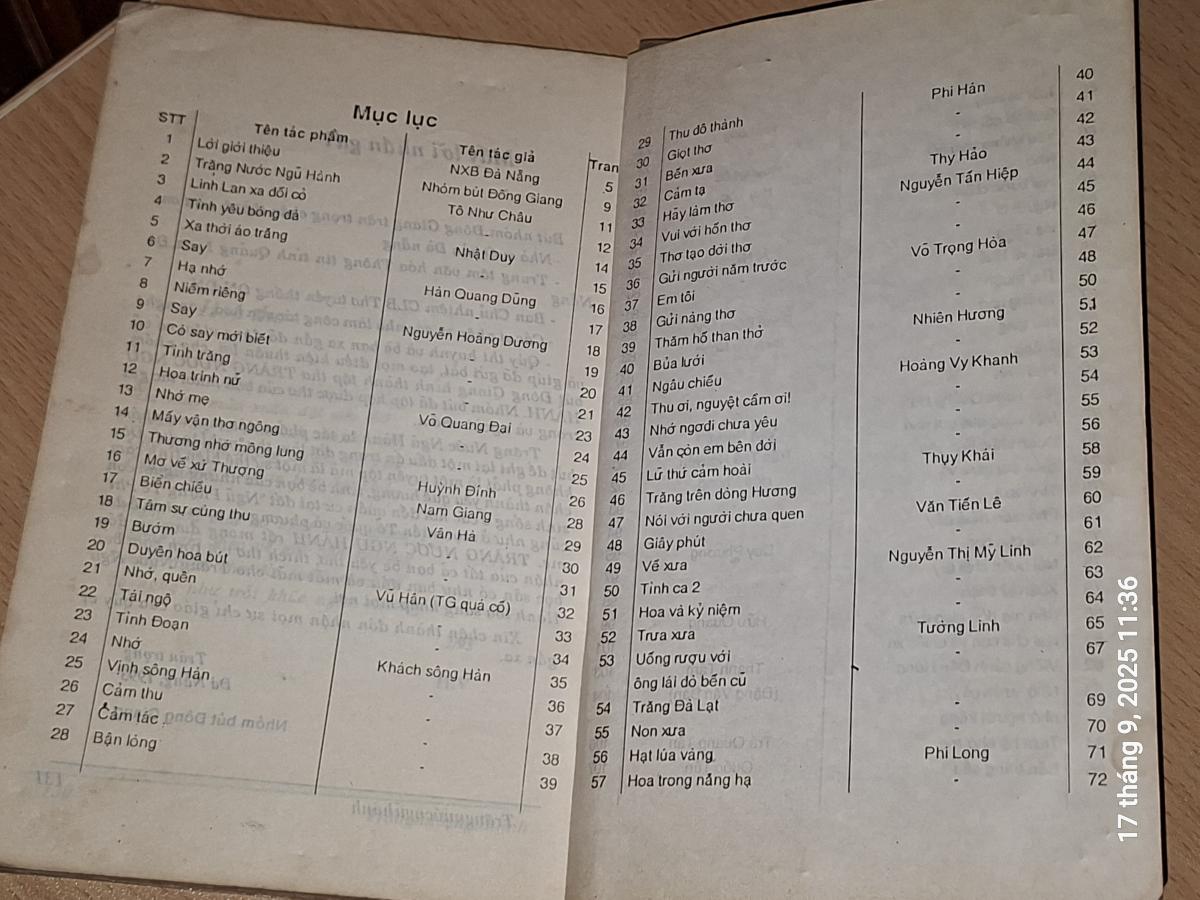 Mục lục
STT Tên tác phẩm Tên tác giả Tran
1 Lời giới thiệu NXB Đà Nẵng 5
2 Trăng Nước Ngũ Hành Nhóm bút Đông Giang 9
3 Linh Lan xa đồi cỏ Tô Như Châu 11
4 Tình yêu bóng đá - 12
5 Xa thời áo trắng Nhật Duy 14
6 Say - 15
7 Hạ nhớ Hàn Quang Dũng 16
8 Niềm riêng - 17
9 Say Nguyễn Hoàng Dương 18
10 Có say mới biết - 19
11 Tình trăng - 20
12 Họa trinh nữ - 21
13 Nhớ mẹ Võ Quang Đại 23
14 Mấy vận thơ ngông - 24
15 Thương nhớ mông lung - 25
16 Mơ về xứ Thượng Huỳnh Đính 26
17 Biển chiều Nam Giang 28
18 Tâm sự cùng thu Vân Hà 29
19 Bướm - 30
20 Duyên hoa bút - 31
21 Nhớ, quên Vũ Hân (TG quá cố) 32
22 Tái ngộ - 33
23 Tình Đoạn - 34
24 Nhớ Khách sông Hàn 35
25 Vịnh sông Hàn - 36
26 Cảm thu - 37
27 Cảm tác - 38
28 Bận lòng - 39
29 Thu đô thành Phi Hân 40
30 Giọt thơ - 41
31 Bến xưa - 42
32 Cảm tạ Thy Hảo 43
33 Hãy làm thơ Nguyễn Tấn Hiệp 44
34 Vui với hồn thơ - 45
35 Thơ tạo đời thơ - 46
36 Gửi người năm trước Võ Trọng Hòa 47
37 Em tôi - 48
38 Gửi nàng thơ - 50
39 Thăm hồ than thở Nhiên Hương 51
40 Bủa lưới - 52
41 Ngâu chiều Hoàng Vy Khanh 53
42 Thu ơi, nguyệt cầm ơi! - 54
43 Nhớ ngơời chưa yêu - 55
44 Vẫn còn em bên đời - 56
45 Lữ thứ cảm hoài Thụy Khải 58
46 Trăng trên dòng Hương - 59
47 Nói với người chưa quen Văn Tiến Lê 60
48 Giây phút - 61
49 Về xưa Nguyễn Thị Mỹ Linh 62
50 Tình ca 2 - 63
51 Hoa và kỷ niệm - 64
52 Trưa xưa Tường Linh 65
53 Uống rượu với - 67
ông lái đò bến cũ
54 Trăng Đà Lạt - 69
55 Non xưa - 70
56 Hạt lúa vàng Phi Long 71
57 Hoa trong nắng hạ - 72
17 tháng 9, 2025 11:36